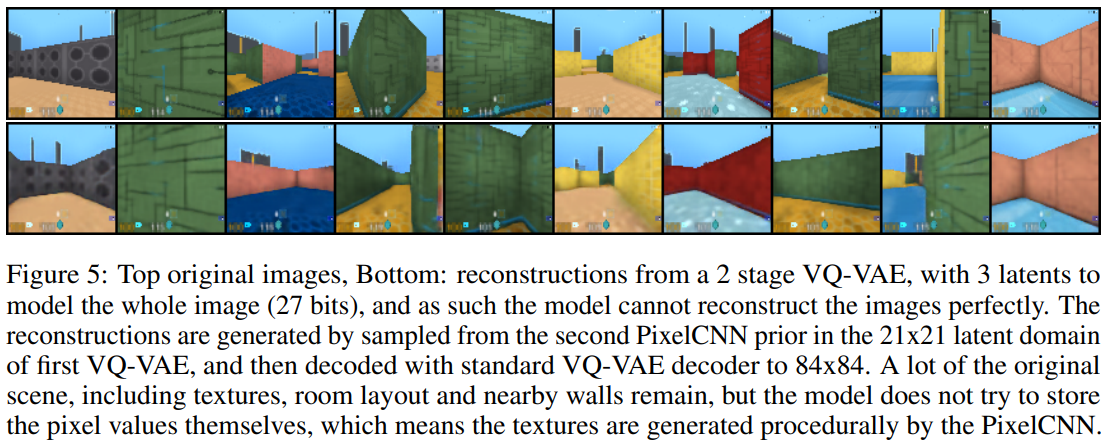 Figure 5: Top original images, Bottom: reconstructions from a 2 stage VQ-VAE, with 3 latents to
model the whole image (27 bits), and as such the model cannot reconstruct the images perfectly. The
reconstructions are generated by sampled from the second PixelCNN prior in the 21x21 latent domain
of first VQ-VAE, and then decoded with standard VQ-VAE decoder to 84x84. A lot of the original
scene, including textures, room layout and nearby walls remain, but the model does not try to store
the pixel values themselves, which means the textures are generated procedurally by the PixelCNN.